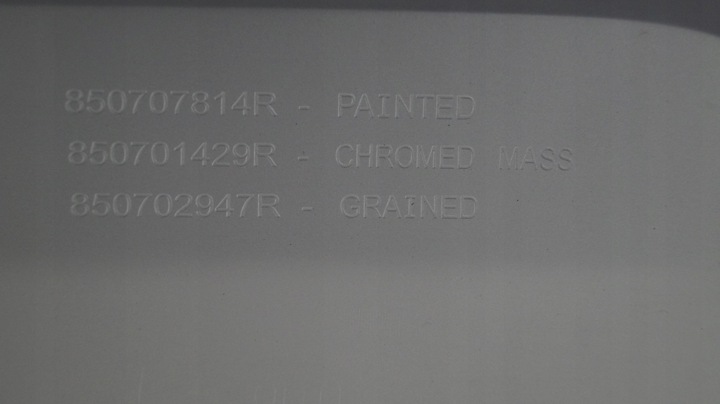 850707814R - PAINTED
850701429R - CHROMED MASS
850702947R - GRAINED